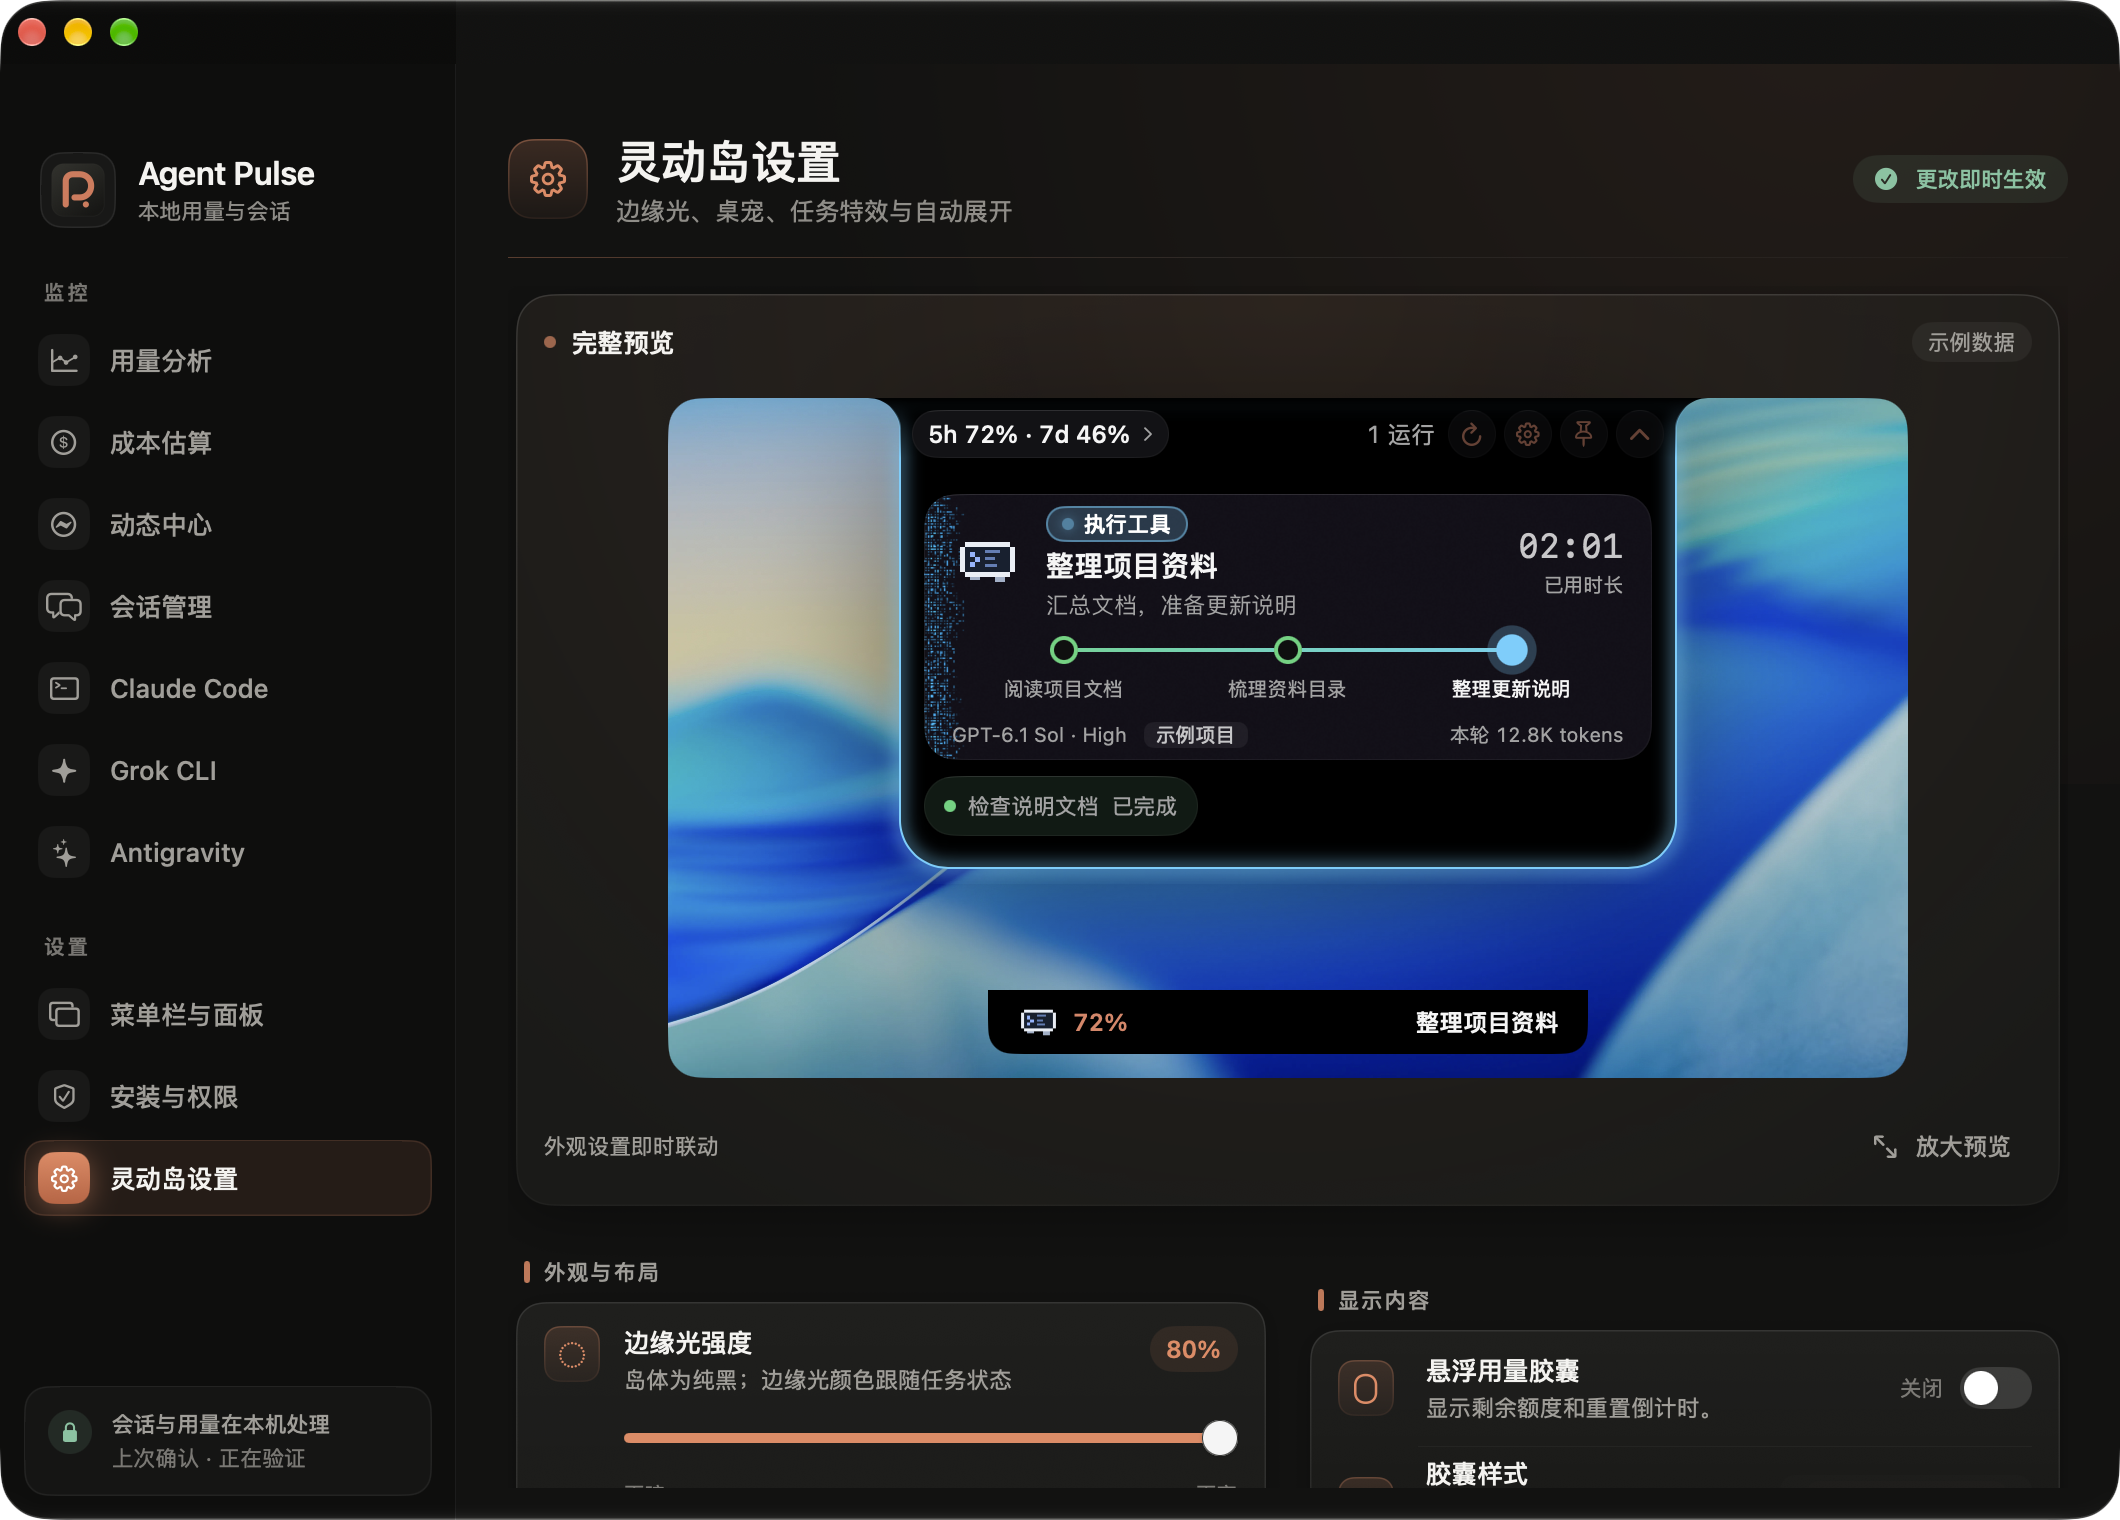 Agent Pulse
本地用量与会话
监控
用量分析
成本估算
动态中心
会话管理
Claude Code
Grok CLI
Antigravity
设置
菜单栏与面板
安装与权限
灵动岛设置
会话与用量在本机处理
上次确认 · 正在验证
灵动岛设置
边缘光、桌宠、任务特效与自动展开
更改即时生效
完整预览
示例数据
5h 72% · 7d 46%
1 运行
执行工具
整理项目资料
汇总文档，准备更新说明
02:01
已用时长
阅读项目文档
梳理资料目录
整理更新说明
GPT-6.1 Sol · High
示例项目
本轮 12.8K tokens
检查说明文档 已完成
72%
整理项目资料
外观设置即时联动
放大预览
外观与布局
边缘光强度
岛体为纯黑；边缘光颜色跟随任务状态
80%
显示内容
悬浮用量胶囊
显示剩余额度和重置倒计时。
关闭
胶囊样式